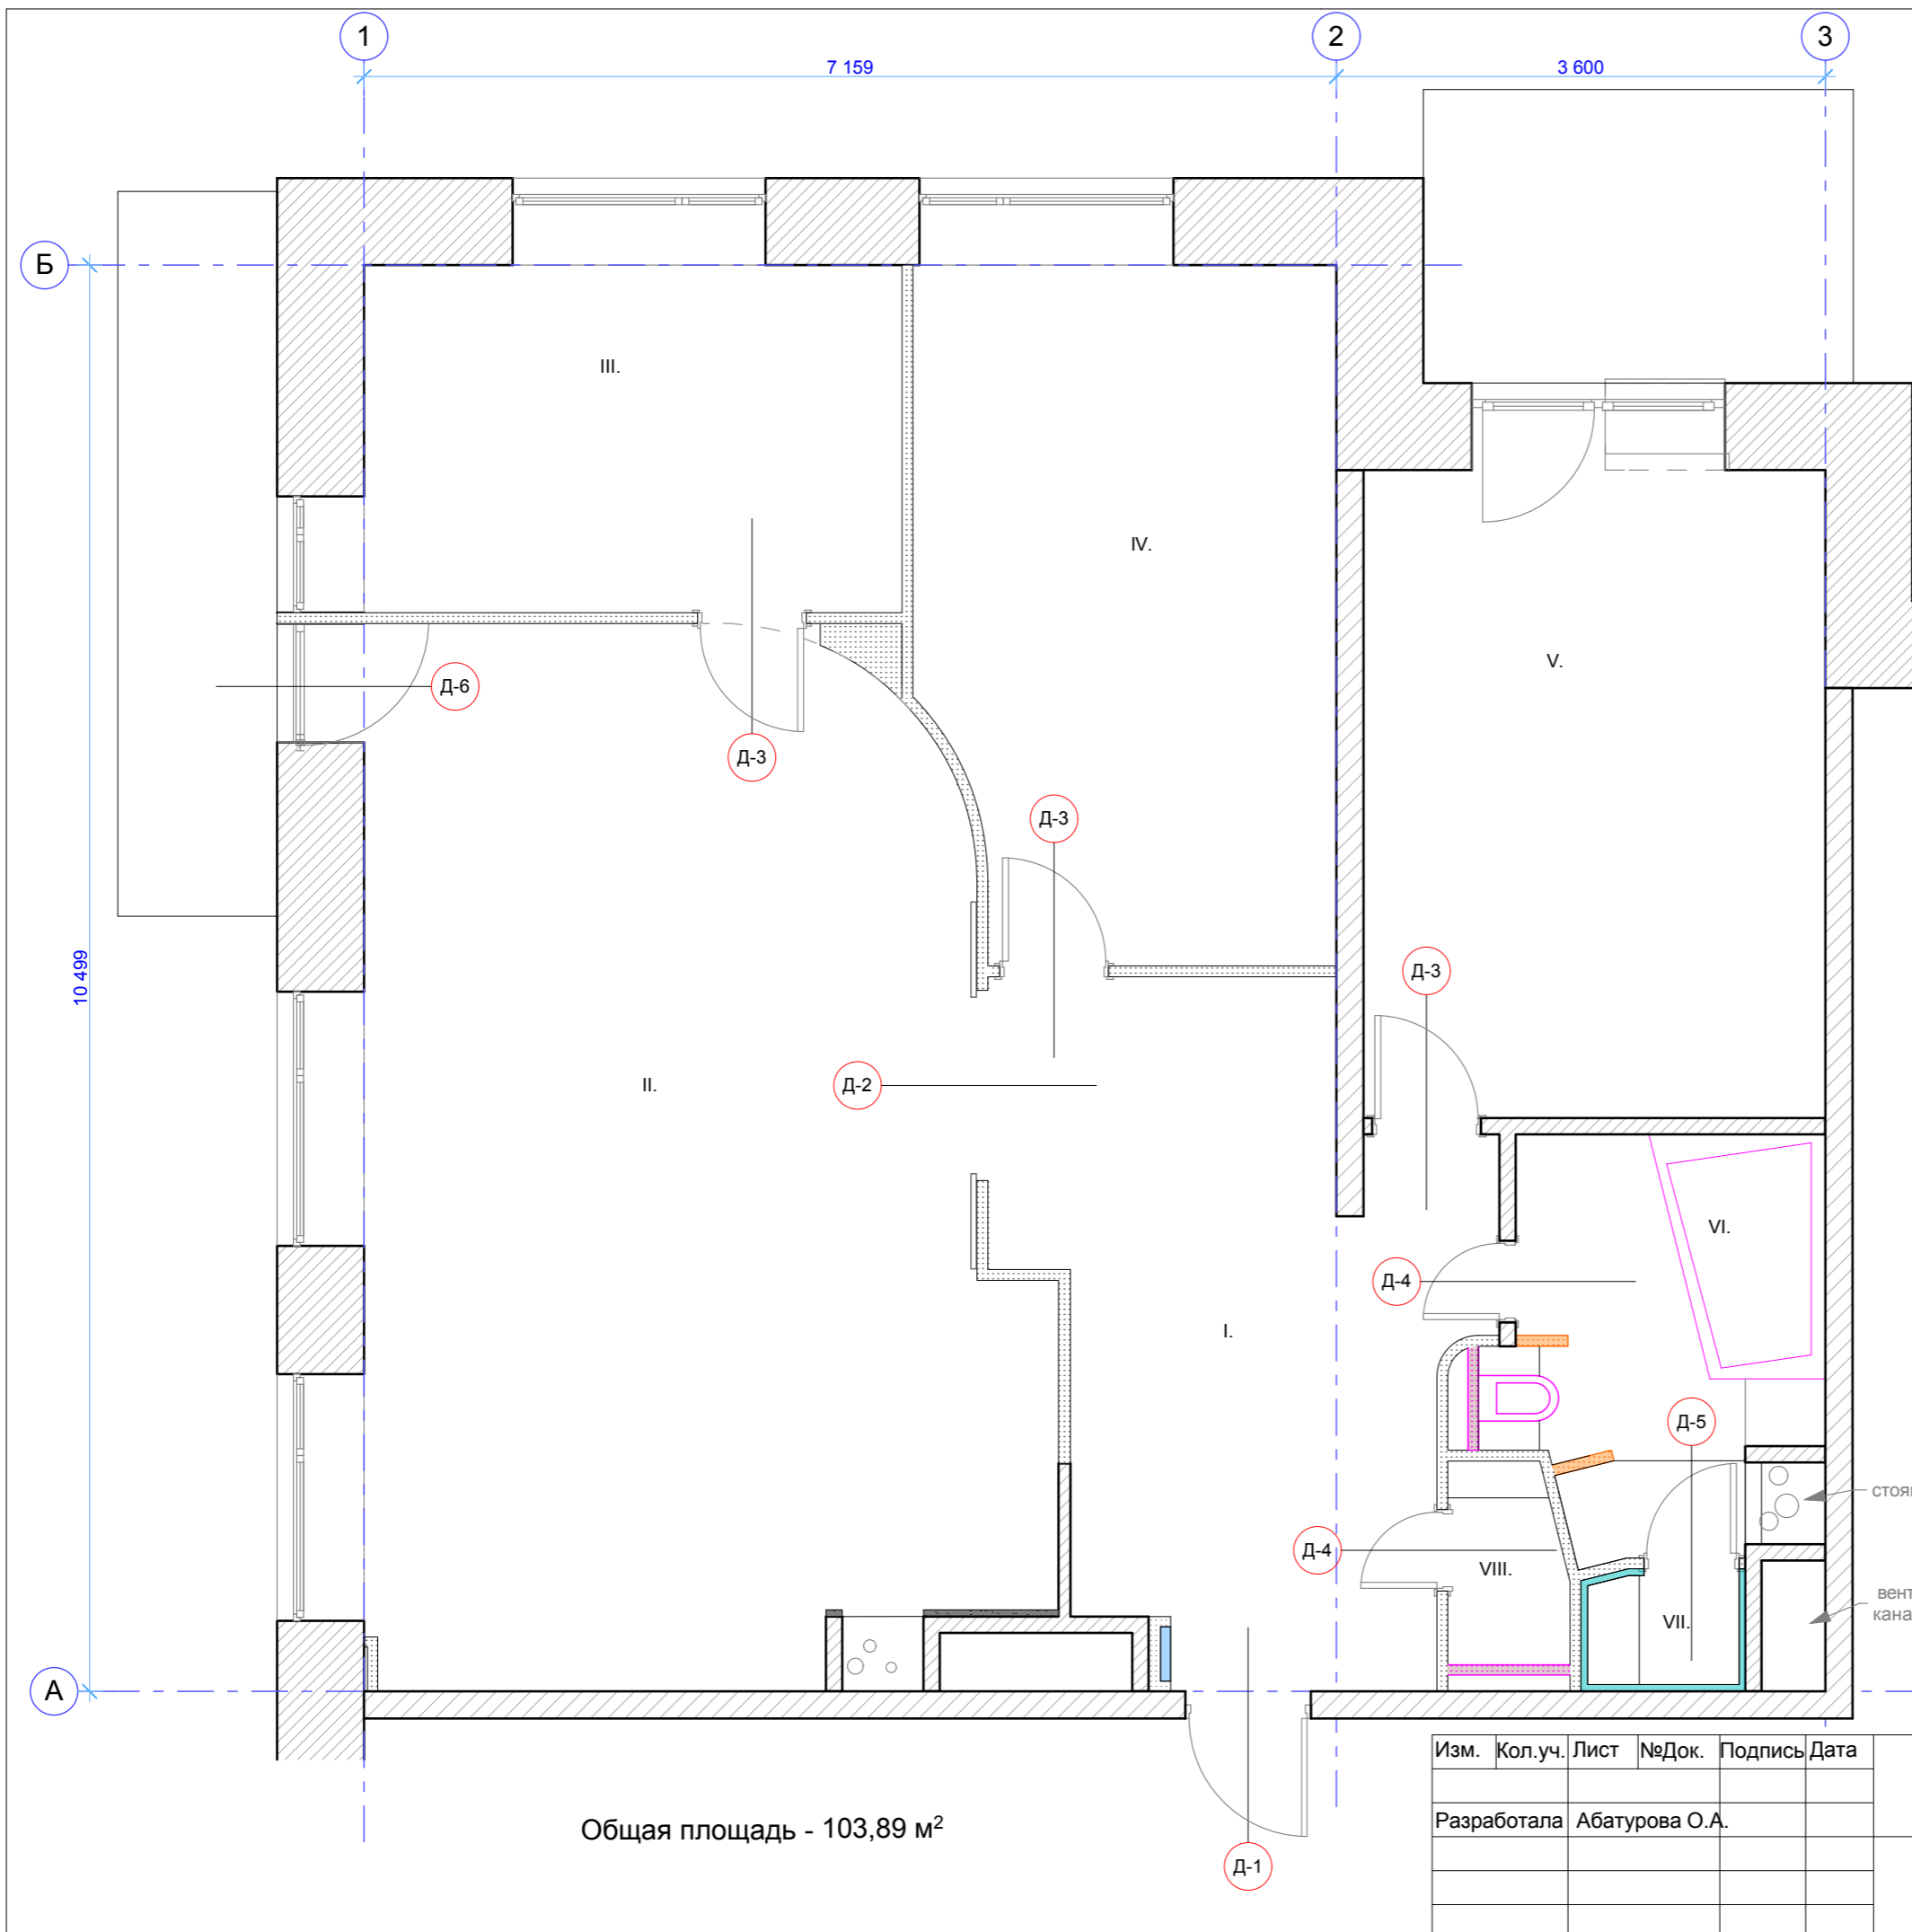 1
2
3
7 159
3 600
Б
III.
IV.
V.
Д-6
Д-3
Д-3
10 499
Д-3
II.
Д-2
VI.
Д-4
I.
Д-5
Д-4
VIII.
VII.
А
Изм. Кол.уч. Лист №Док. Подпись Дата
Разработала Абатурова О.А.
Общая площадь - 103,89 м²
Д-1